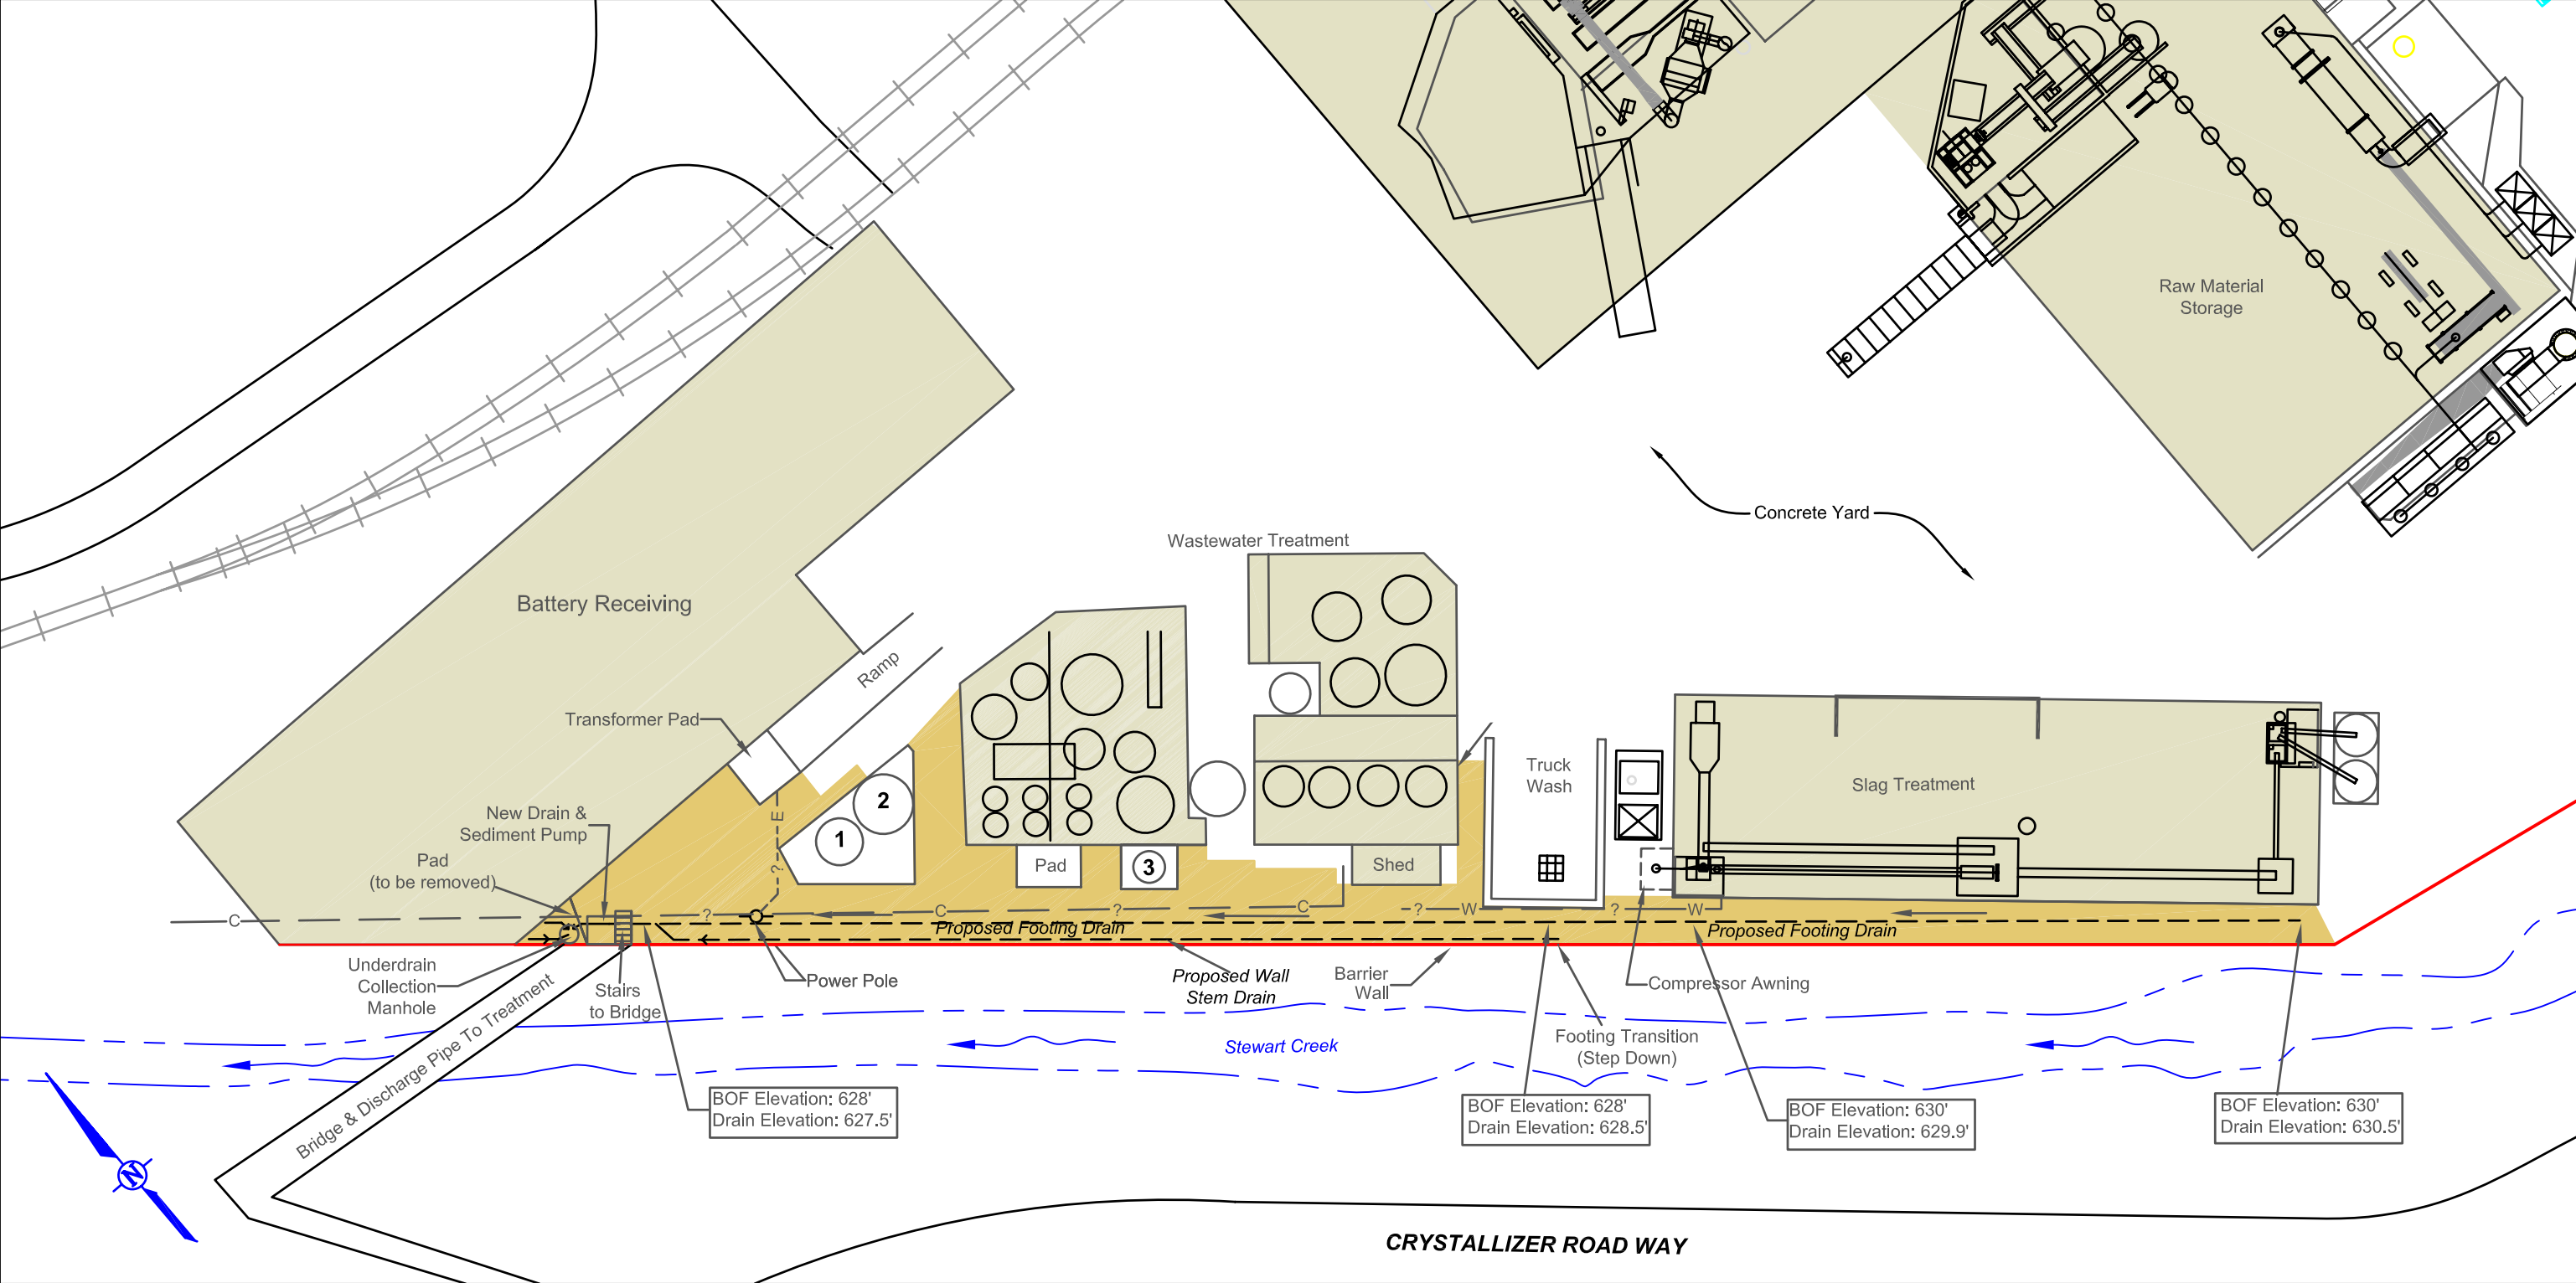 Raw Material
Storage
Concrete Yard
Wastewater Treatment
Battery Receiving
Ramp
Transformer Pad
Truck
Wash
Slag Treatment
New Drain &
Sediment Pump
E
?
2
1
Pad
(to be removed)
Pad
3
Shed
C
?
C
?
C
?
W
?
W
Proposed Footing Drain
Proposed Footing Drain
Underdrain
Collection
Manhole
Stairs
to Bridge
Power Pole
Proposed Wall
Stem Drain
Barrier
Wall
Compressor Awning
Footing Transition
(Step Down)
Stewart Creek
Bridge & Discharge Pipe To Treatment
BOF Elevation: 628'
Drain Elevation: 627.5'
BOF Elevation: 628'
Drain Elevation: 628.5'
BOF Elevation: 630'
Drain Elevation: 629.9'
BOF Elevation: 630'
Drain Elevation: 630.5'
N
CRYSTALLIZER ROAD WAY